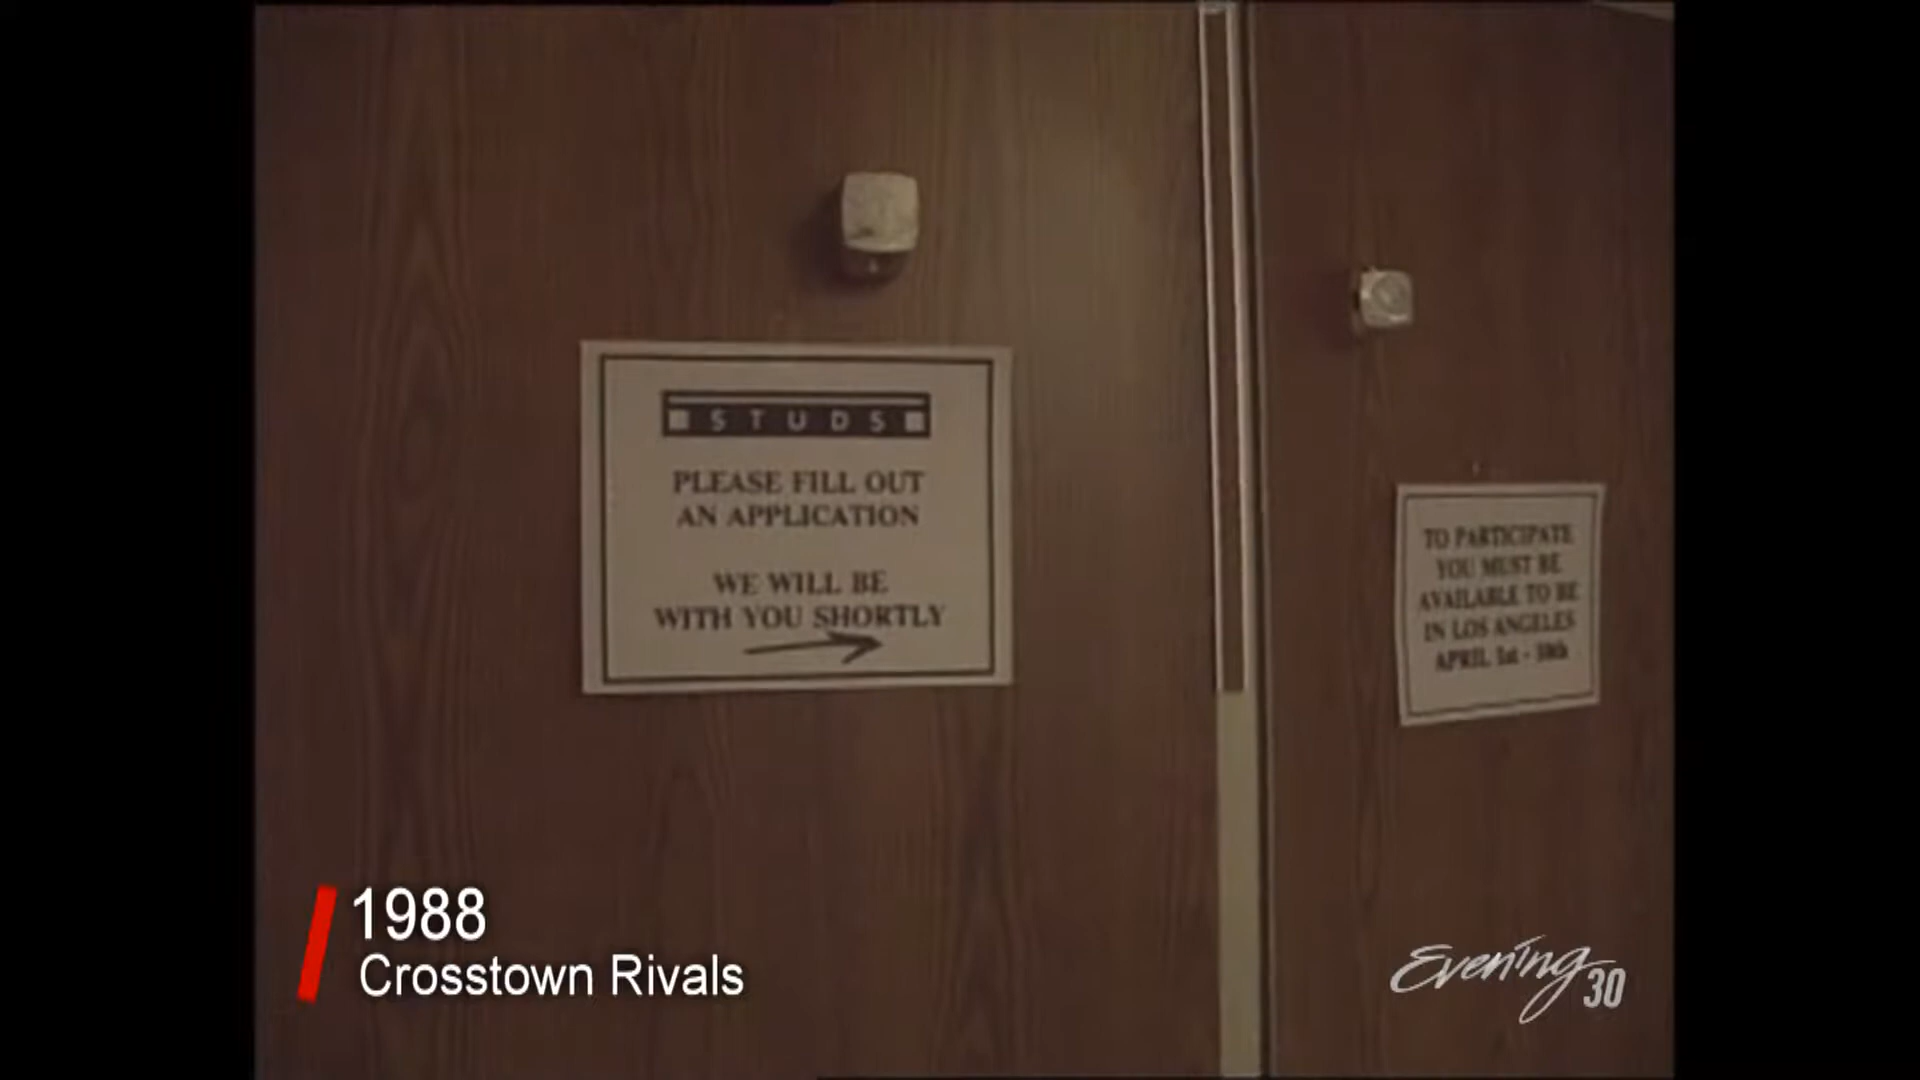 STUDS
PLEASE FILL OUT
AN APPLICATION
WE WILL BE
WITH YOU SHORTLY
TO PARTICIPATE
YOU MUST BE
AVAILABLE TO BE
IN LOS ANGELES
APRIL 1st - 10th
1988
Crosstown Rivals
Evening 30